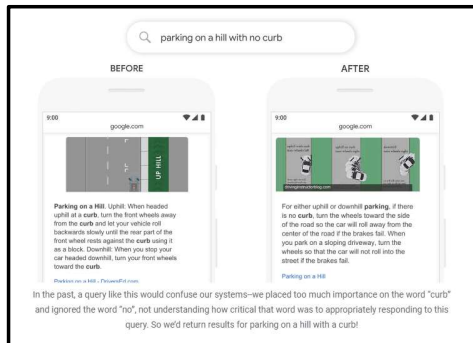 parking on a hill with no curb
BEFORE
AFTER
9:00
google.com
UP HILL
Parking on a Hill. Uphill: When headed
uphill at a curb, turn the front wheels away
from the curb and let your vehicle roll
backwards slowly until the rear part of the
front wheel rests against the curb using it
as a block. Downhill: When you stop your
car headed downhill, turn your front wheels
toward the curb.
Parking on a Hill - DriversEd.com
9:00
google.com
For either uphill or downhill parking, if there
is no curb, turn the wheels toward the side
of the road so the car will roll away from the
center of the road if the brakes fail. When
you park on a sloping driveway, turn the
wheels so that the car will not roll into the
street if the brakes fail.
Parking on a Hill
In the past, a query like this would confuse our systems--we placed too much importance on the word "curb"
and ignored the word "no", not understanding how critical that word was to appropriately responding to this
query. So we'd return results for parking on a hill with a curb!